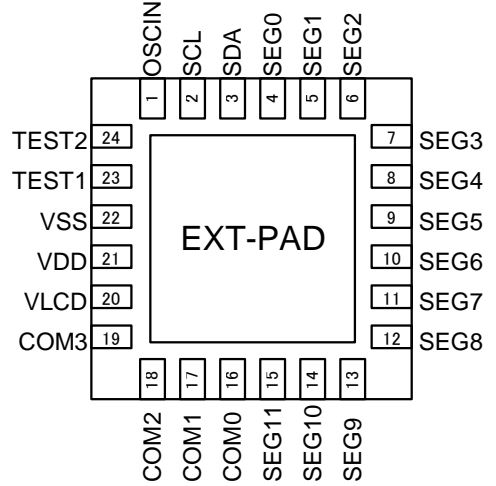 OSCIN
SCL
SDA
SEG0
SEG1
SEG2
1
2
3
4
5
6
TEST2 24
7 SEG3
TEST1 23
8 SEG4
VSS 22
9 SEG5
EXT-PAD
VDD 21
10 SEG6
VLCD 20
11 SEG7
COM3 19
12 SEG8
18
17
16
15
14
13
COM2
COM1
COM0
SEG11
SEG10
SEG9